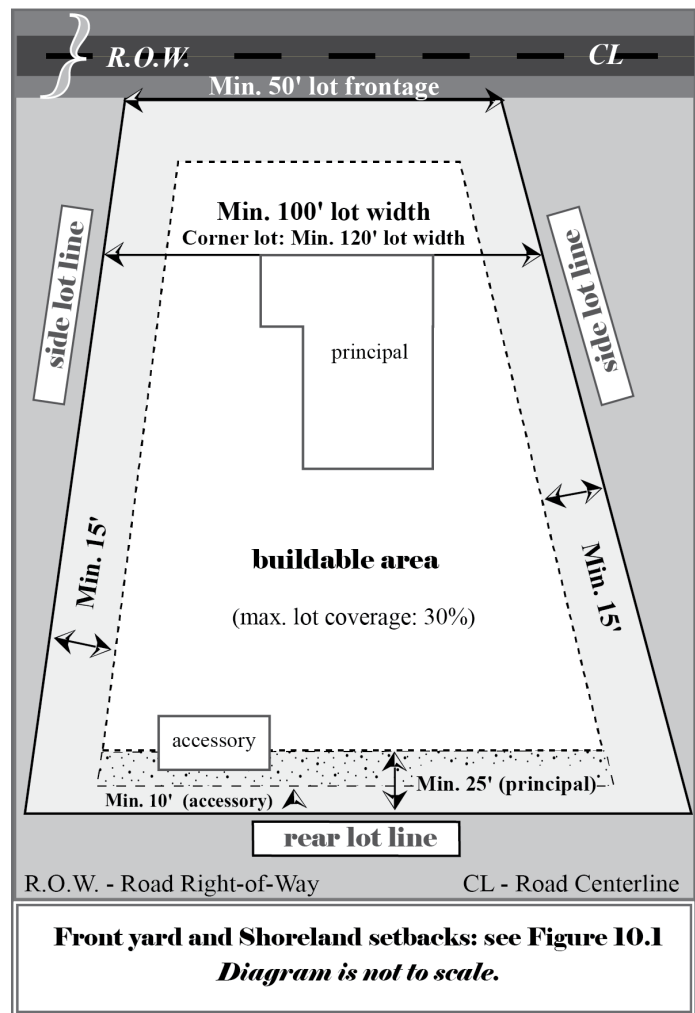 R.O.W.
CL
Min. 50' lot frontage
Min. 100' lot width
Corner lot: Min. 120' lot width
side lot line
side lot line
principal
Min. 15'
Min. 15'
buildable area
(max. lot coverage: 30%)
accessory
Min. 25' (principal)
Min. 10' (accessory)
rear lot line
R.O.W. - Road Right-of-Way
CL - Road Centerline
Front yard and Shoreland setbacks: see Figure 10.1
Diagram is not to scale.